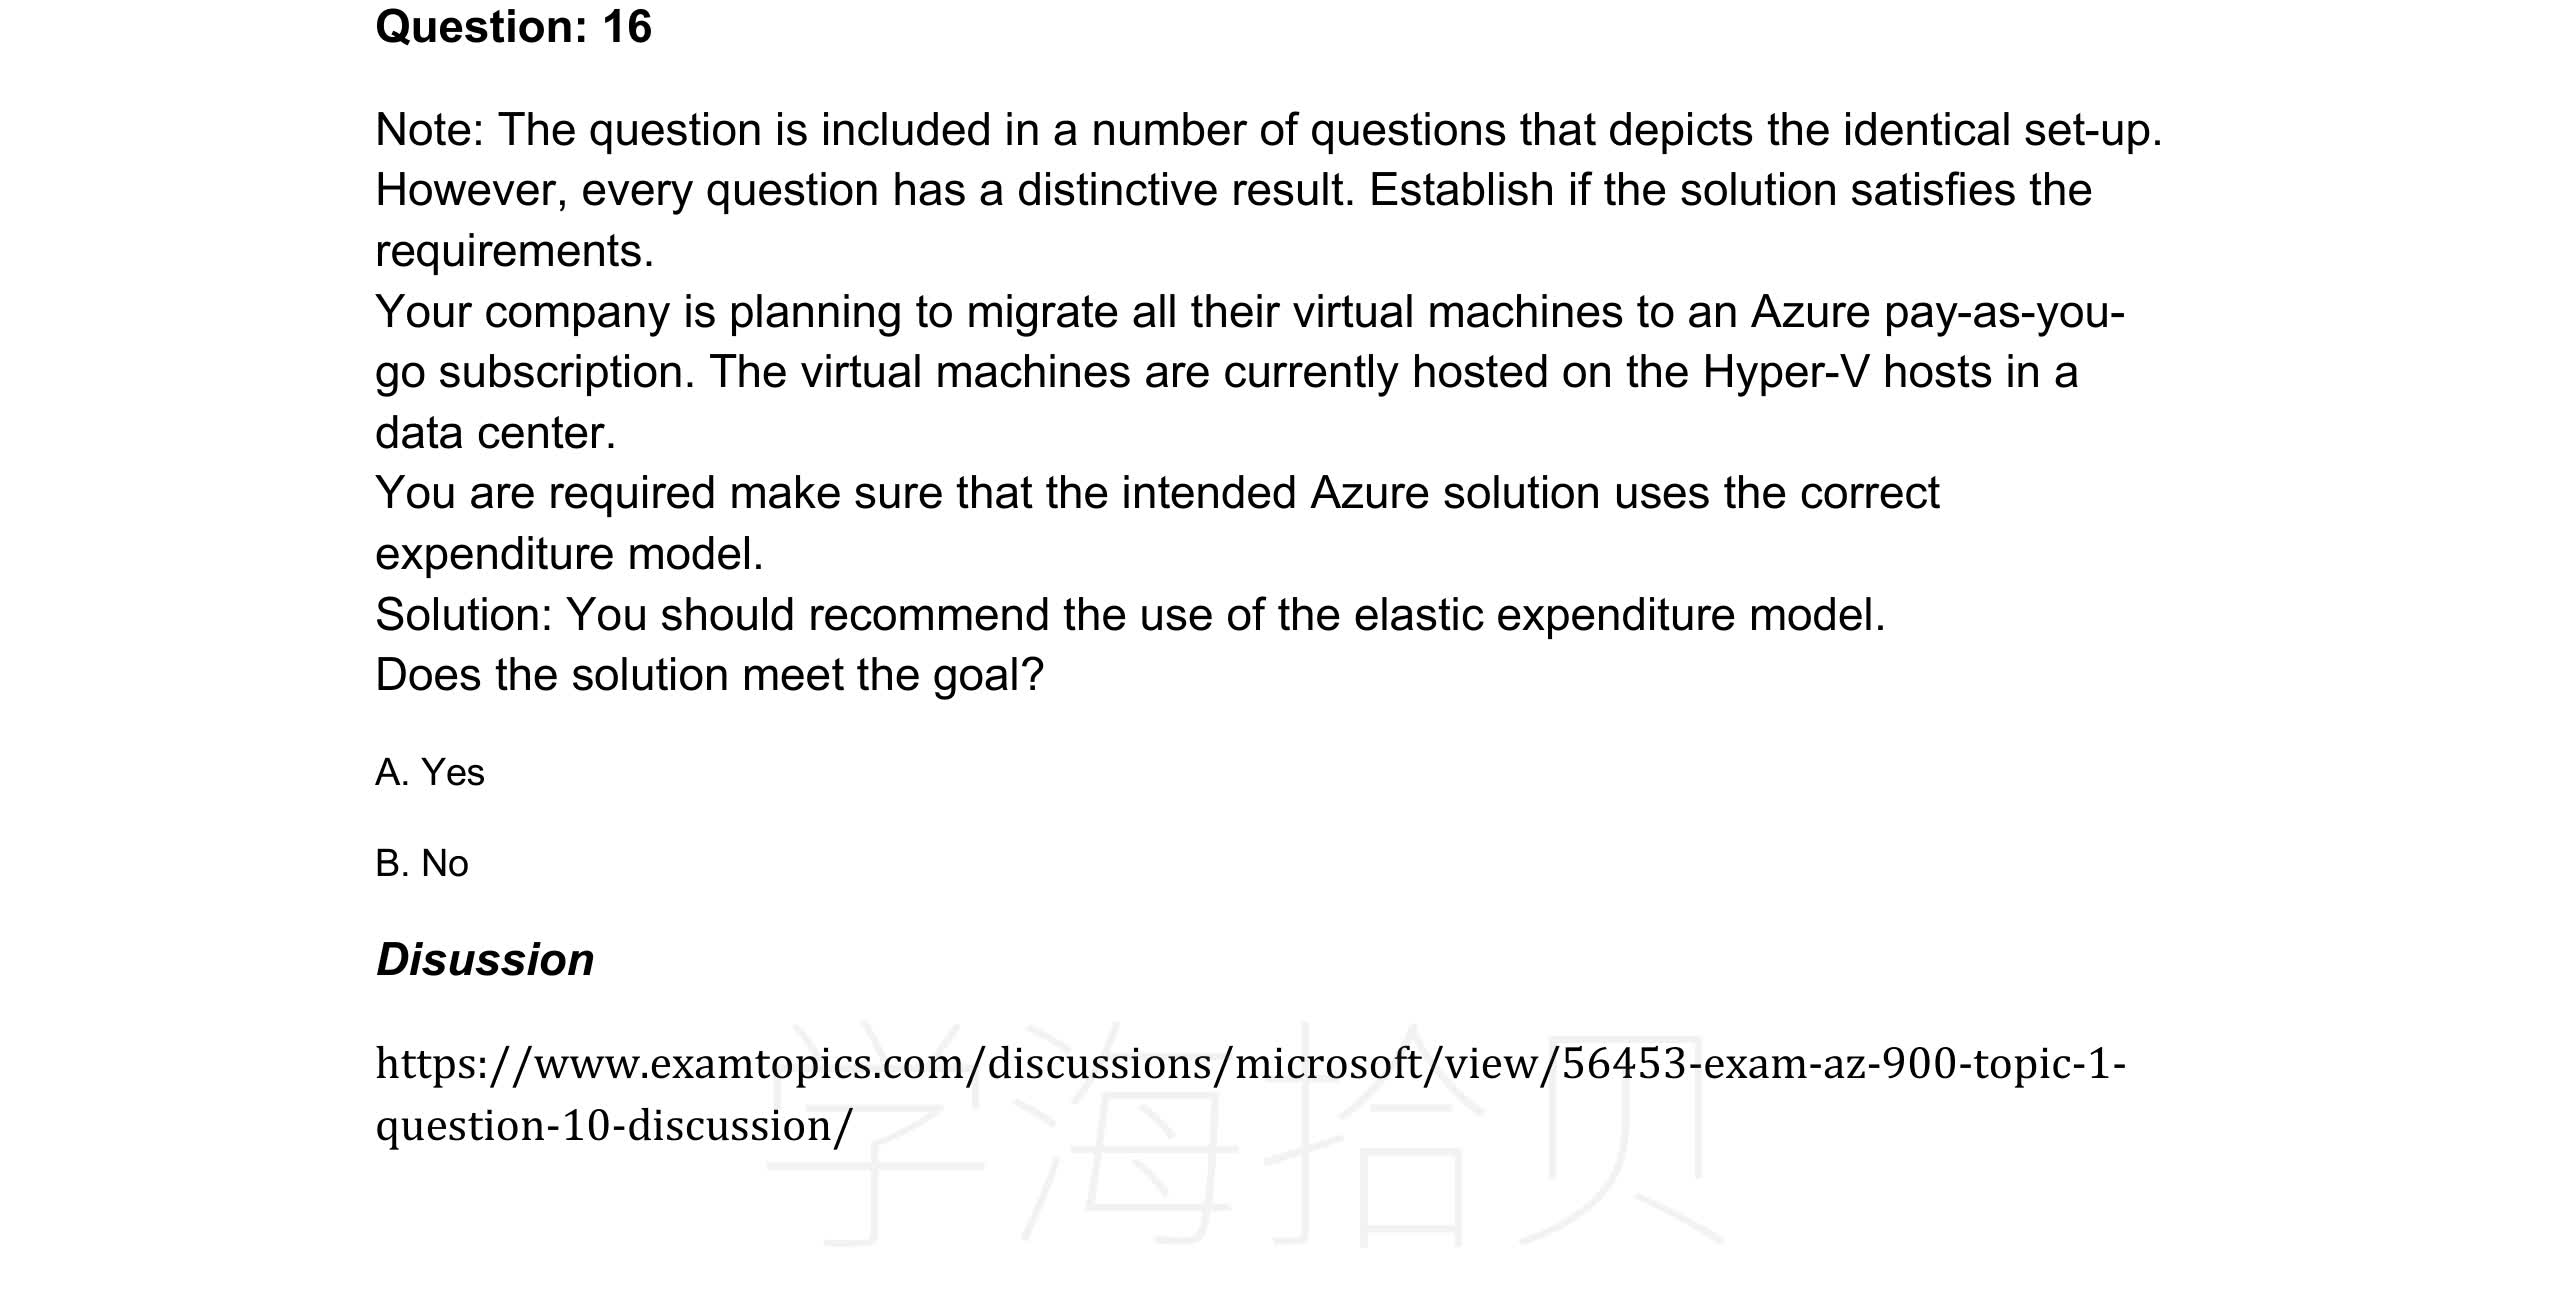 Question: 16
Note: The question is included in a number of questions that depicts the identical set-up.
However, every question has a distinctive result. Establish if the solution satisfies the
requirements.
Your company is planning to migrate all their virtual machines to an Azure pay-as-you-
go subscription. The virtual machines are currently hosted on the Hyper-V hosts in a
data center.
You are required make sure that the intended Azure solution uses the correct
expenditure model.
Solution: You should recommend the use of the elastic expenditure model.
Does the solution meet the goal?
A. Yes
B. No
Disussion
https://www.examtopics.com/discussions/microsoft/view/56453-exam-az-900-topic-1-
question-10-discussion/
学海拾贝